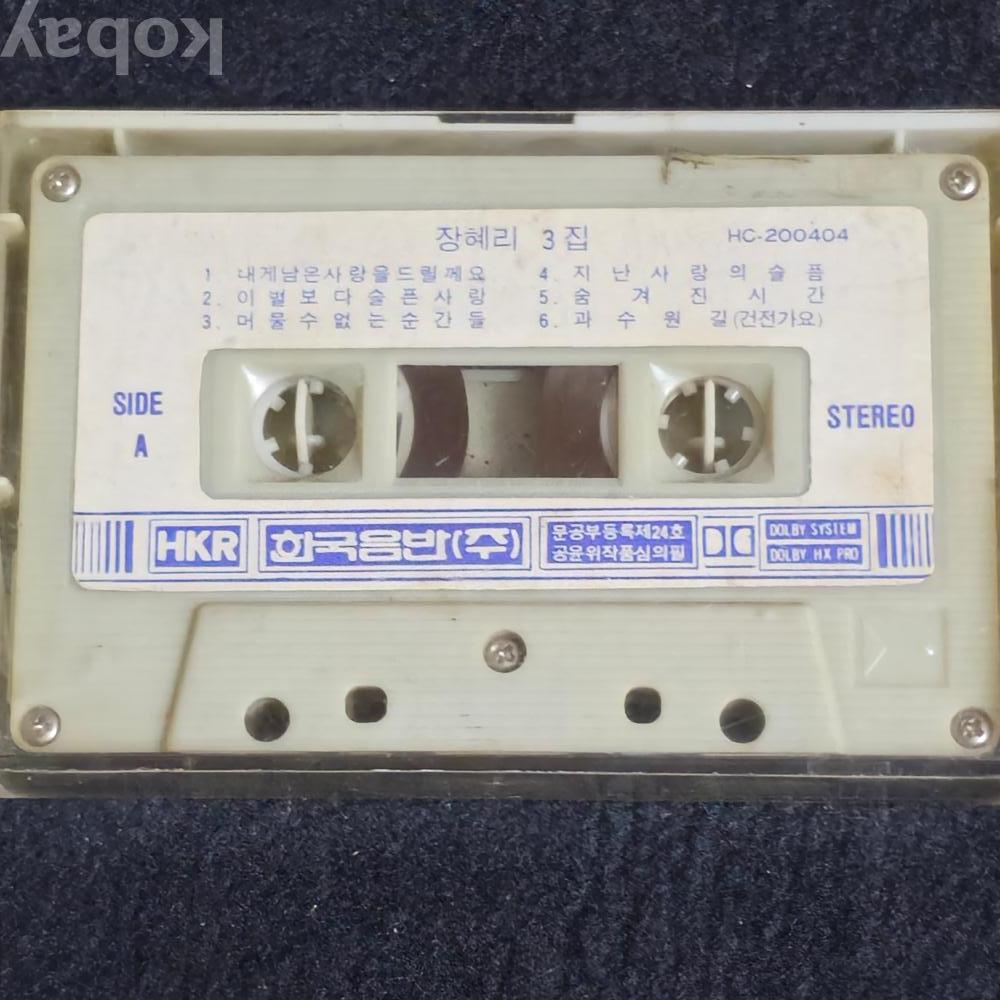 kobay
장혜리 3집
HC-200404
1. 내게남은사랑을드릴께요
2. 이별보다슬픈사랑
3. 머물수없는순간들
4. 지난사랑의슬픔
5. 숨겨진시간
6. 과수원길(건전가요)
SIDE
A
STEREO
HKR
한국음반(주)
문공부등록제24호
공윤위작품심의필
DOLBY SYSTEM
DOLBY HX PRO